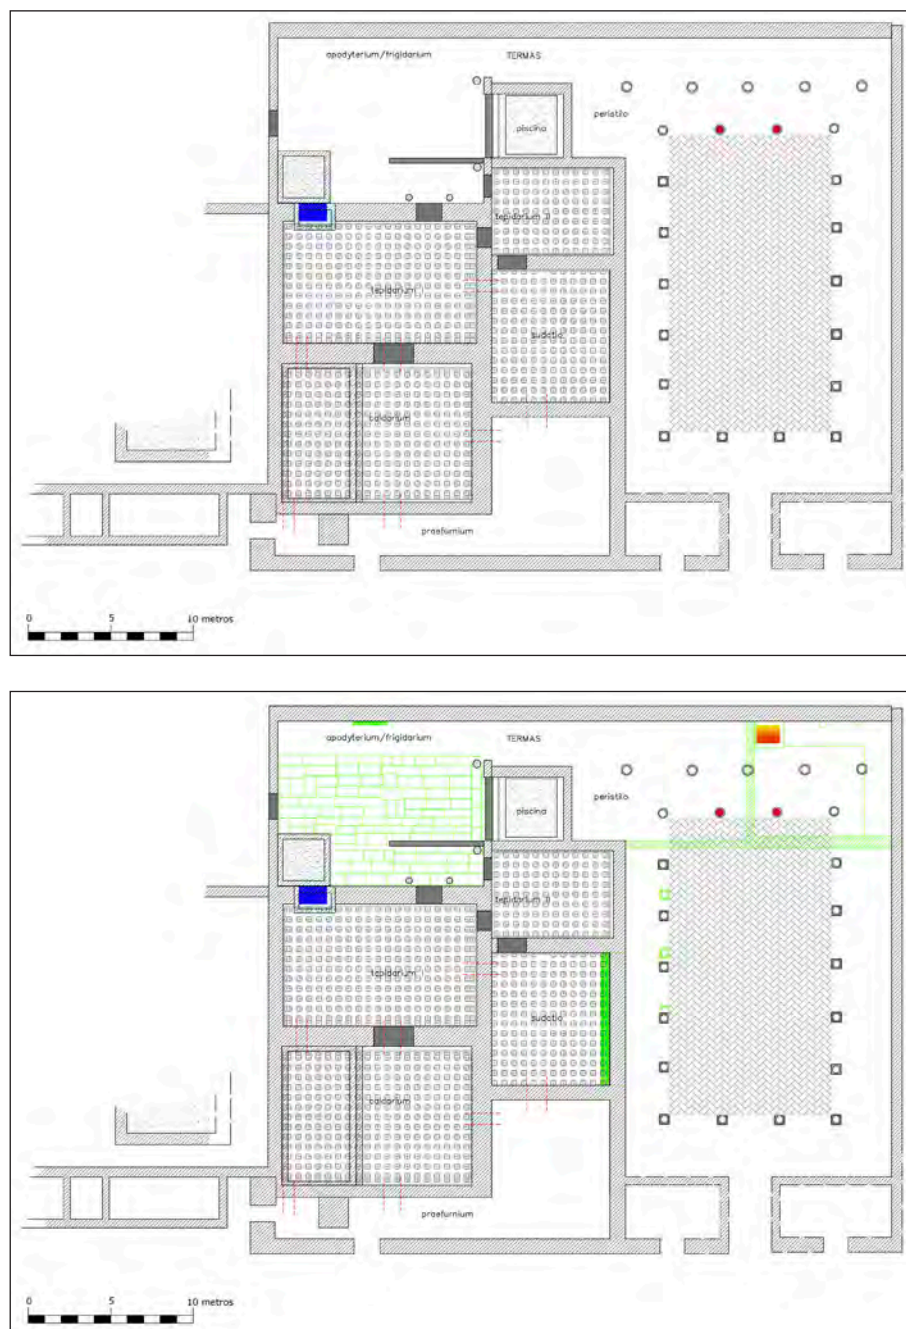 apodyterium/frigidarium TERMAS
peristilo
piscina
tepidarium II
tepidarium I
sudatio
caldarium
praefurnium
0 5 10 metros
apodyterium/frigidarium TERMAS
peristilo
piscina
tepidarium II
tepidarium I
sudatio
caldarium
praefurnium
0 5 10 metros